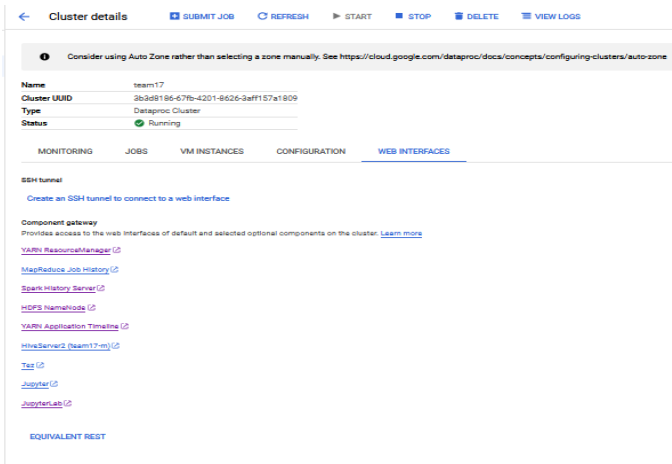 Cluster details SUBMIT JOB REFRESH START STOP DELETE VIEW LOGS
Consider using Auto Zone rather than selecting a zone manually. See https://cloud.google.com/dataproc/docs/concepts/configuring-clusters/auto-zone
Name team17
Cluster UUID 3b3d8186-67fb-4201-8626-3aff157a1809
Type Dataproc Cluster
Status Running
MONITORING JOBS VM INSTANCES CONFIGURATION WEB INTERFACES
SSH tunnel
Create an SSH tunnel to connect to a web interface
Component gateway
Provides access to the web interfaces of default and selected optional components on the cluster. Learn more
YARN ResourceManager
MapReduce Job History
Spark History Server
HDFS NameNode
YARN Application Timeline
HiveServer2 (team17-m)
Tez
Jupyter
JupyterLab
EQUIVALENT REST